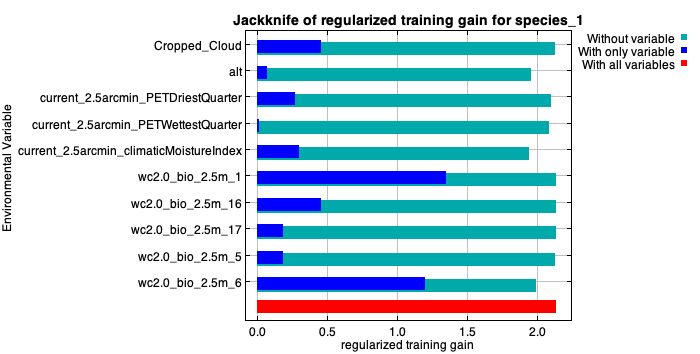 Jackknife of regularized training gain for species_1
Without variable
With only variable
With all variables
Environmental Variable
Cropped_Cloud
alt
current_2.5arcmin_PETDriestQuarter
current_2.5arcmin_PETWettestQuarter
current_2.5arcmin_climaticMoistureIndex
wc2.0_bio_2.5m_1
wc2.0_bio_2.5m_16
wc2.0_bio_2.5m_17
wc2.0_bio_2.5m_5
wc2.0_bio_2.5m_6
0.0 0.5 1.0 1.5 2.0
regularized training gain